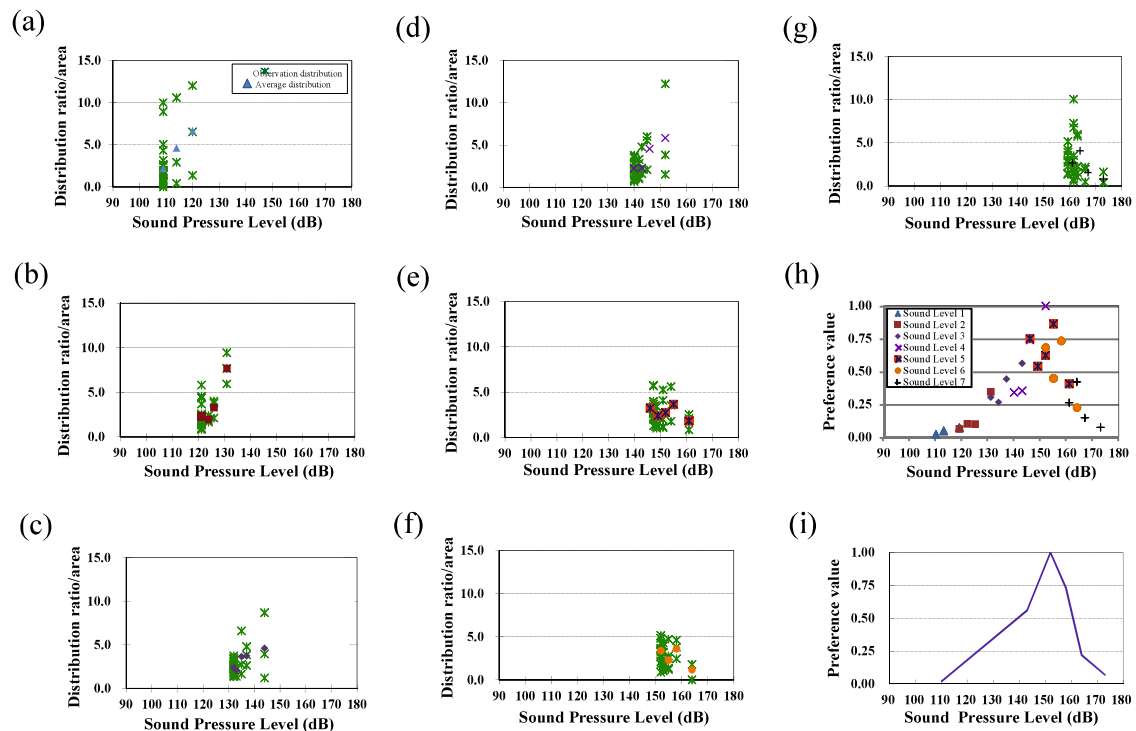 (a)
Distribution ratio/area
15.0
10.0
5.0
0.0
Observation distribution
Average distribution
90 100 110 120 130 140 150 160 170 180
Sound Pressure Level (dB)
(b)
Distribution ratio/area
15.0
10.0
5.0
0.0
90 100 110 120 130 140 150 160 170 180
Sound Pressure Level (dB)
(c)
Distribution ratio/area
15.0
10.0
5.0
0.0
90 100 110 120 130 140 150 160 170 180
Sound Pressure Level (dB)
(d)
Distribution ratio/area
15.0
10.0
5.0
0.0
90 100 110 120 130 140 150 160 170 180
Sound Pressure Level (dB)
(e)
Distribution ratio/area
15.0
10.0
5.0
0.0
90 100 110 120 130 140 150 160 170 180
Sound Pressure Level (dB)
(f)
Distribution ratio/area
15.0
10.0
5.0
0.0
90 100 110 120 130 140 150 160 170 180
Sound Pressure Level (dB)
(g)
Distribution ratio/area
15.0
10.0
5.0
0.0
90 100 110 120 130 140 150 160 170 180
Sound Pressure Level (dB)
(h)
Preference value
1.00
0.75
0.50
0.25
0.00
Sound Level 1
Sound Level 2
Sound Level 3
Sound Level 4
Sound Level 5
Sound Level 6
Sound Level 7
90 100 110 120 130 140 150 160 170 180
Sound Pressure Level (dB)
(i)
Preference value
1.00
0.75
0.50
0.25
0.00
90 100 110 120 130 140 150 160 170 180
Sound Pressure Level (dB)